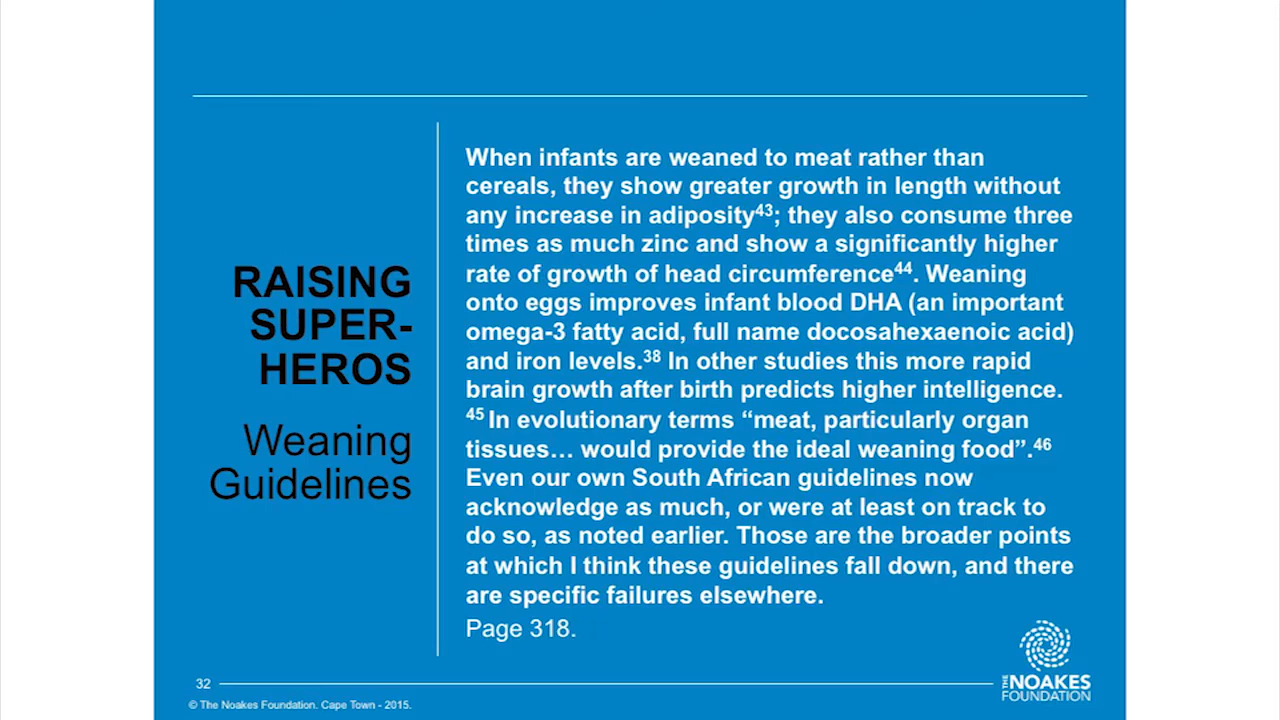 RAISING
SUPER-
HEROS
Weaning
Guidelines
When infants are weaned to meat rather than
cereals, they show greater growth in length without
any increase in adiposity⁴³; they also consume three
times as much zinc and show a significantly higher
rate of growth of head circumference⁴⁴. Weaning
onto eggs improves infant blood DHA (an important
omega-3 fatty acid, full name docosahexaenoic acid)
and iron levels.³⁸ In other studies this more rapid
brain growth after birth predicts higher intelligence.
⁴⁵ In evolutionary terms “meat, particularly organ
tissues… would provide the ideal weaning food”.⁴⁶
Even our own South African guidelines now
acknowledge as much, or were at least on track to
do so, as noted earlier. Those are the broader points
at which I think these guidelines fall down, and there
are specific failures elsewhere.
Page 318.
32
© The Noakes Foundation. Cape Town - 2015.
THE NOAKES
FOUNDATION